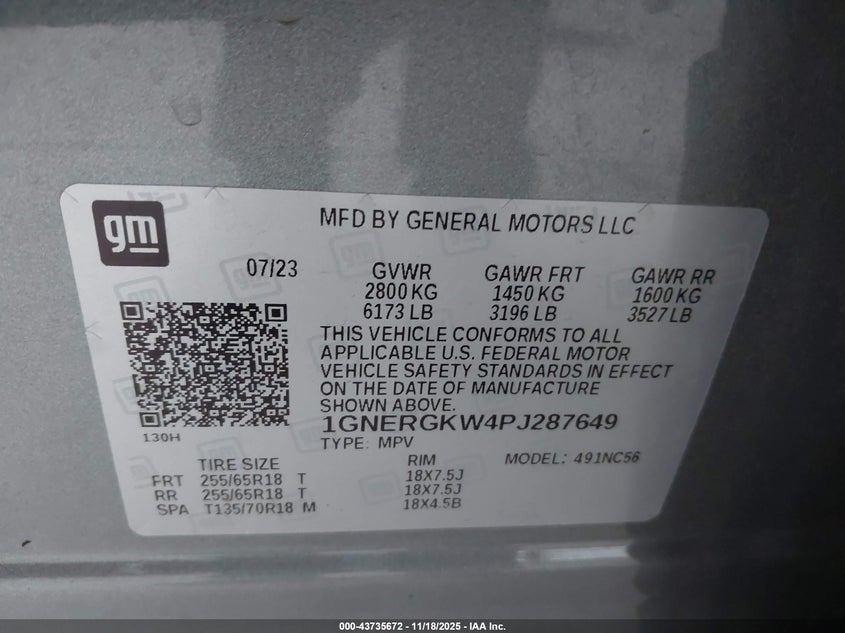 gm
MFD BY GENERAL MOTORS LLC
07/23 GVWR GAWR FRT GAWR RR
2800 KG 1450 KG 1600 KG
6173 LB 3196 LB 3527 LB
THIS VEHICLE CONFORMS TO ALL
APPLICABLE U.S. FEDERAL MOTOR
VEHICLE SAFETY STANDARDS IN EFFECT
ON THE DATE OF MANUFACTURE
SHOWN ABOVE.
1GNERGKW4PJ287649
130H
TYPE: MPV
TIRE SIZE RIM MODEL: 491NC56
FRT 255/65R18 T 18X7.5J
RR 255/65R18 T 18X7.5J
SPA T135/70R18 M 18X4.5B
000-43735672 - 11/18/2025 - IAA Inc.